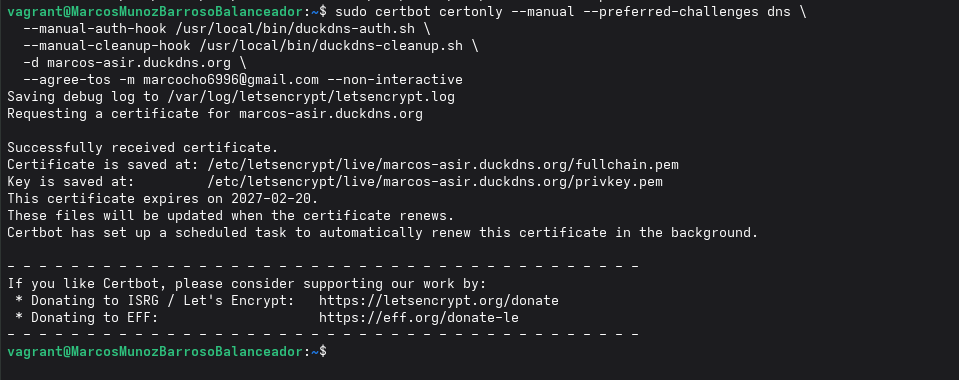 vagrant@MarcosMunozBarrosoBalanceador:~$ sudo certbot certonly --manual --preferred-challenges dns \
  --manual-auth-hook /usr/local/bin/duckdns-auth.sh \
  --manual-cleanup-hook /usr/local/bin/duckdns-cleanup.sh \
  -d marcos-asir.duckdns.org \
  --agree-tos -m marcocho6996@gmail.com --non-interactive
Saving debug log to /var/log/letsencrypt/letsencrypt.log
Requesting a certificate for marcos-asir.duckdns.org

Successfully received certificate.
Certificate is saved at: /etc/letsencrypt/live/marcos-asir.duckdns.org/fullchain.pem
Key is saved at:         /etc/letsencrypt/live/marcos-asir.duckdns.org/privkey.pem
This certificate expires on 2027-02-20.
These files will be updated when the certificate renews.
Certbot has set up a scheduled task to automatically renew this certificate in the background.

- - - - - - - - - - - - - - - - - - - - - - - - - - - - - - - - - - - - - - - -
If you like Certbot, please consider supporting our work by:
 * Donating to ISRG / Let's Encrypt:   https://letsencrypt.org/donate
 * Donating to EFF:                    https://eff.org/donate-le
- - - - - - - - - - - - - - - - - - - - - - - - - - - - - - - - - - - - - - - -
vagrant@MarcosMunozBarrosoBalanceador:~$